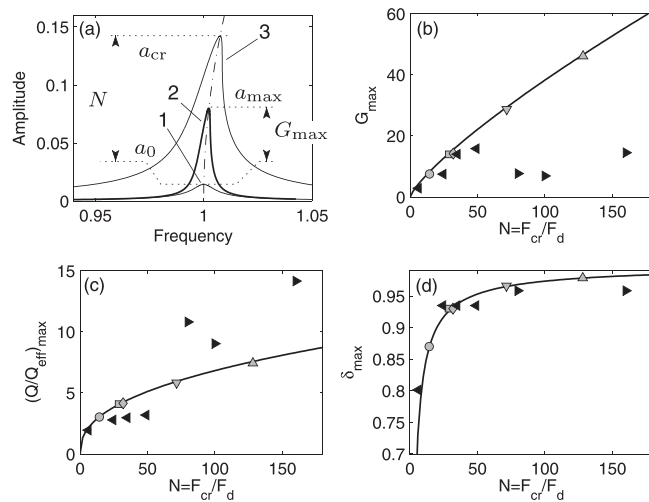 (a)
0.15
0.1
0.05
0
0.95
1
1.05
Amplitude
Frequency
a_cr
N
a_0
1
2
3
a_max
G_max
(b)
60
40
20
0
0
50
100
150
G_max
N=F_cr/F_d
(c)
15
10
5
0
0
50
100
150
(Q/Q_eff)_max
N=F_cr/F_d
(d)
0.95
0.9
0.85
0.8
0.75
0.7
0
50
100
150
δ_max
N=F_cr/F_d